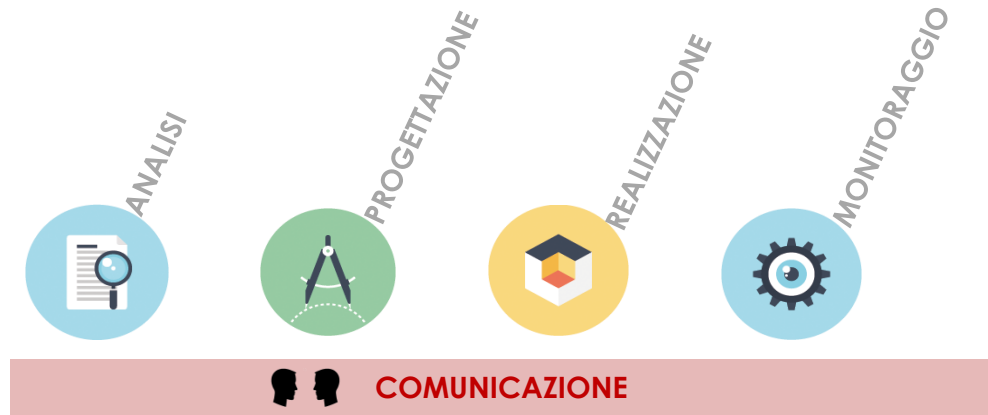 ANALISI
PROGETTAZIONE
REALIZZAZIONE
MONITORAGGIO
COMUNICAZIONE